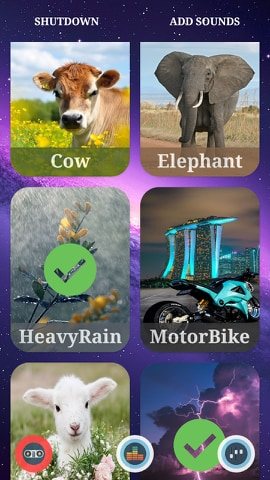 SHUTDOWN ADD SOUNDS
Cow Elephant
HeavyRain MotorBike